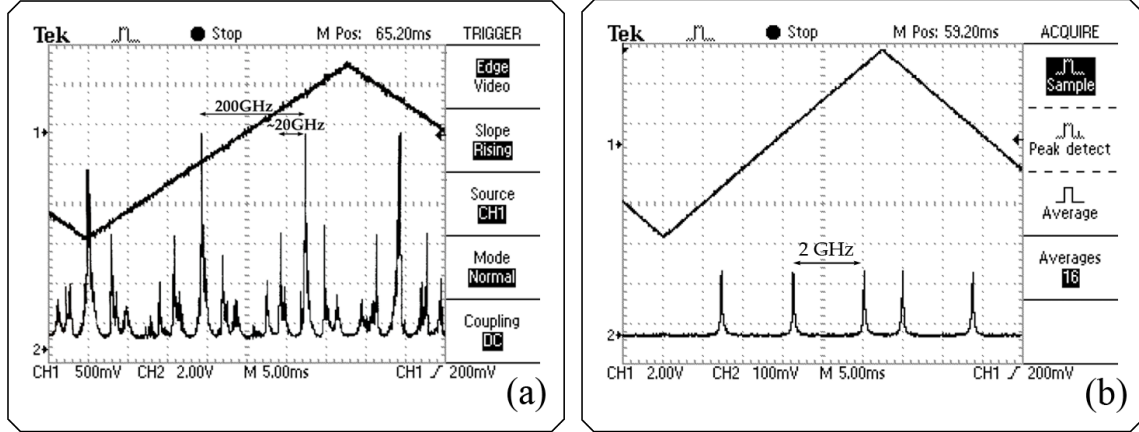 Tek Stop M Pos: 65.20ms TRIGGER
Edge
Video
200GHz
~20GHz
1
Slope
Rising
Source
CH1
Mode
Normal
Coupling
DC
2
CH1 500mV CH2 2.00V M 5.00ms CH1 200mV
(a)
Tek Stop M Pos: 59.20ms ACQUIRE
Sample
Peak detect
1
Average
2 GHz
Averages
16
2
CH1 2.00V CH2 100mV M 5.00ms CH1 200mV
(b)